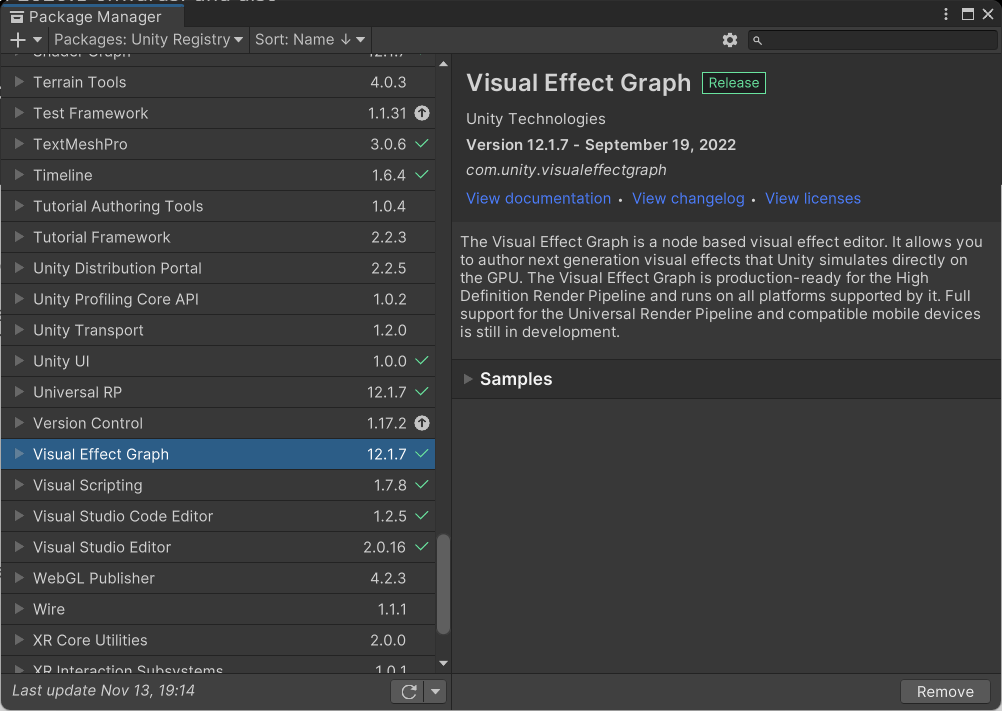 Package Manager
Packages: Unity Registry
Sort: Name ↓
Terrain Tools 4.0.3
Test Framework 1.1.31
TextMeshPro 3.0.6
Timeline 1.6.4
Tutorial Authoring Tools 1.0.4
Tutorial Framework 2.2.3
Unity Distribution Portal 2.2.5
Unity Profiling Core API 1.0.2
Unity Transport 1.2.0
Unity UI 1.0.0
Universal RP 12.1.7
Version Control 1.17.2
Visual Effect Graph 12.1.7
Visual Scripting 1.7.8
Visual Studio Code Editor 1.2.5
Visual Studio Editor 2.0.16
WebGL Publisher 4.2.3
Wire 1.1.1
XR Core Utilities 2.0.0
XR Interaction Subsystems 1.0.1
Last update Nov 13, 19:14
Visual Effect Graph Release
Unity Technologies
Version 12.1.7 - September 19, 2022
com.unity.visualeffectgraph
View documentation • View changelog • View licenses
The Visual Effect Graph is a node based visual effect editor. It allows you
to author next generation visual effects that Unity simulates directly on
the GPU. The Visual Effect Graph is production-ready for the High
Definition Render Pipeline and runs on all platforms supported by it. Full
support for the Universal Render Pipeline and compatible mobile devices
is still in development.
Samples
Remove